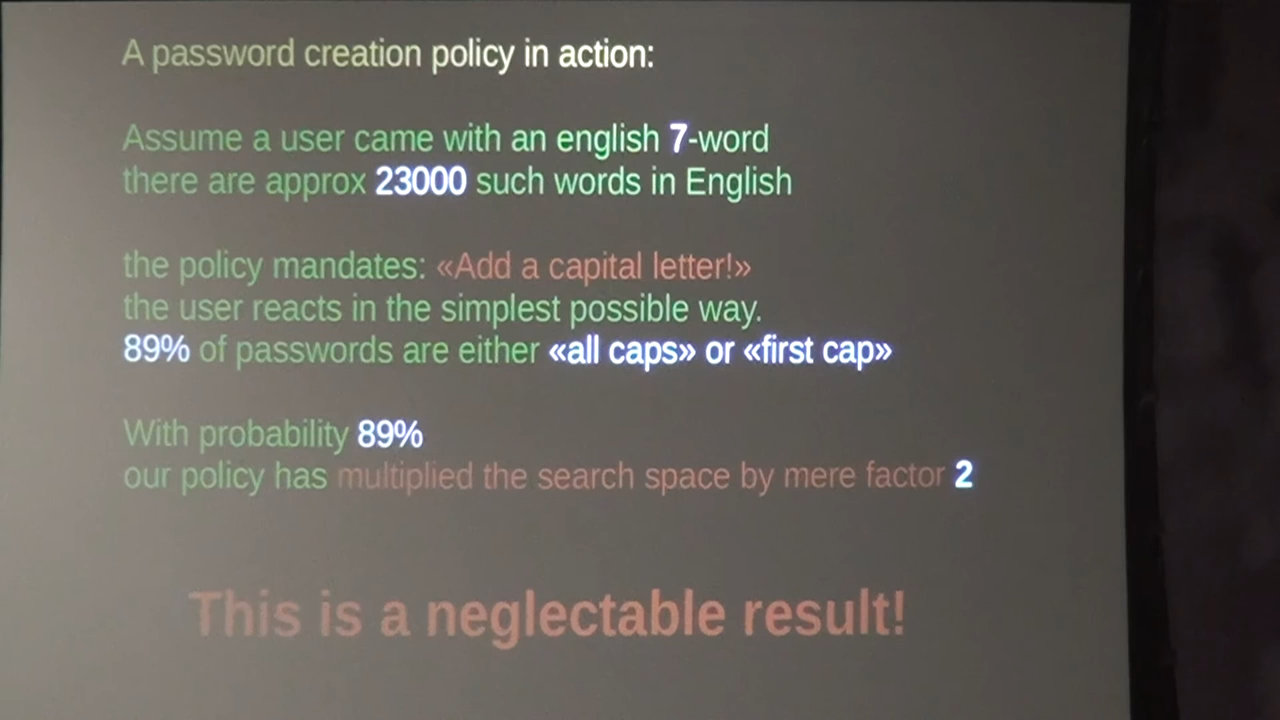 A password creation policy in action:
Assume a user came with an english 7-word
there are approx 23000 such words in English
the policy mandates: «Add a capital letter!»
the user reacts in the simplest possible way.
89% of passwords are either «all caps» or «first cap»
With probability 89%
our policy has multiplied the search space by mere factor 2
This is a neglectable result!